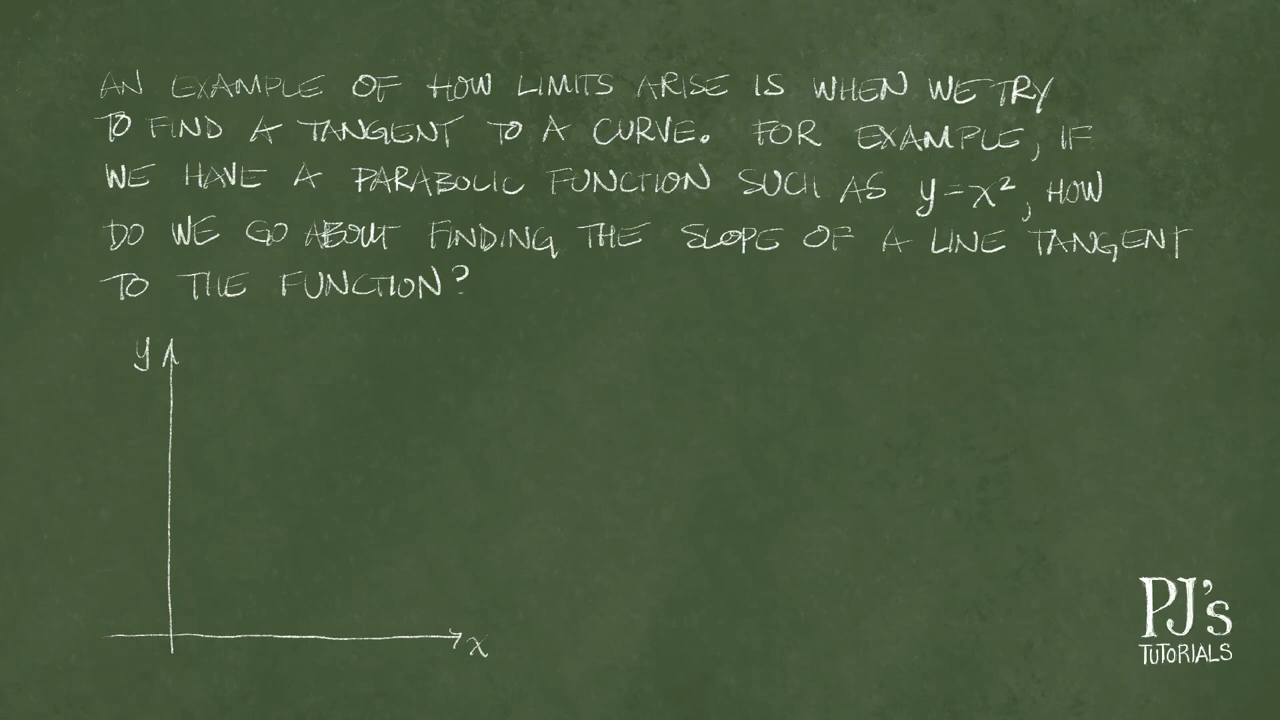 AN EXAMPLE OF HOW LIMITS ARISE IS WHEN WE TRY
TO FIND A TANGENT TO A CURVE. FOR EXAMPLE, IF
WE HAVE A PARABOLIC FUNCTION SUCH AS y=x², HOW
DO WE GO ABOUT FINDING THE SLOPE OF A LINE TANGENT
TO THE FUNCTION?
y
x
PJ's
TUTORIALS